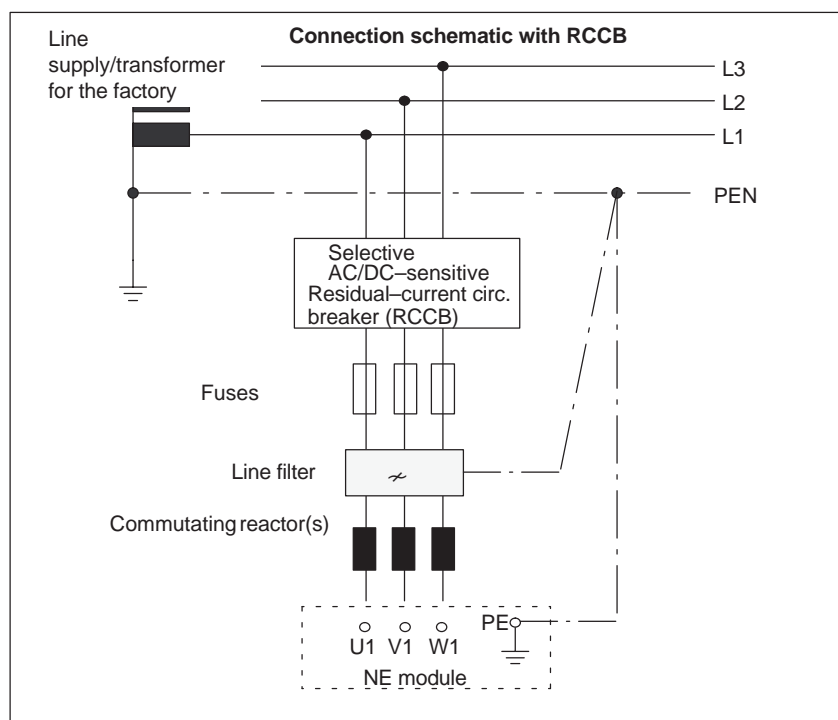 Line
supply/transformer
for the factory
Connection schematic with RCCB
L3
L2
L1
PEN
Selective
AC/DC–sensitive
Residual–current circ.
breaker (RCCB)
Fuses
Line filter
Commutating reactor(s)
PE
U1 V1 W1
NE module